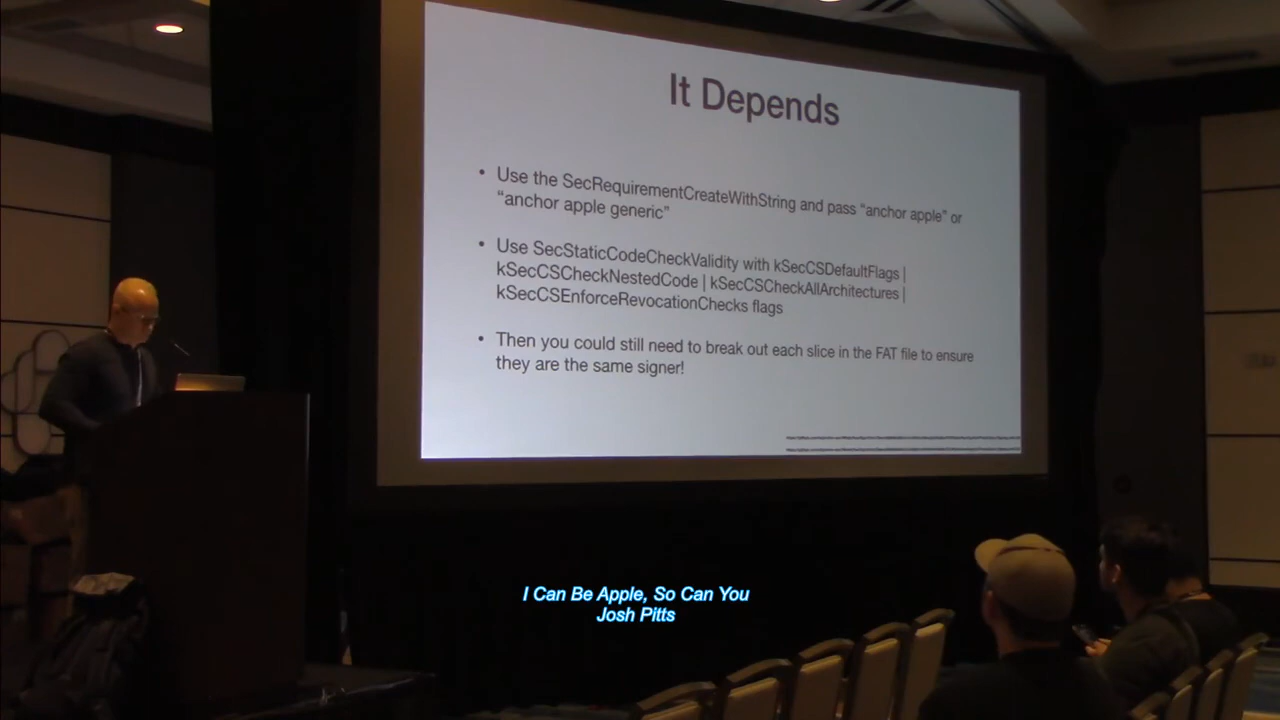 It Depends
• Use the SecRequirementCreateWithString and pass “anchor apple” or
“anchor apple generic”
• Use SecStaticCodeCheckValidity with kSecCSDefaultFlags |
kSecCSCheckNestedCode | kSecCSCheckAllArchitectures |
kSecCSEnforceRevocationChecks flags
• Then you could still need to break out each slice in the FAT file to ensure
they are the same signer!
I Can Be Apple, So Can You
Josh Pitts